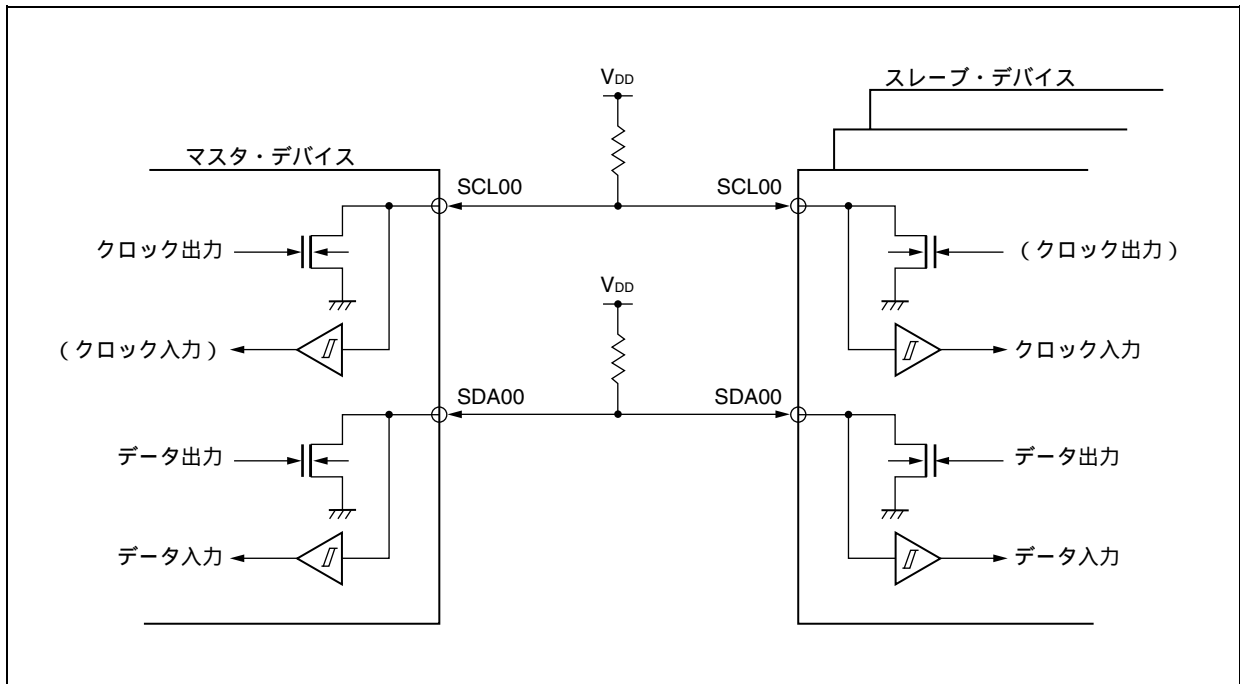 VDD
スレーブ・デバイス
マスタ・デバイス
SCL00
SCL00
クロック出力
(クロック出力)
VDD
(クロック入力)
クロック入力
SDA00
SDA00
データ出力
データ出力
データ入力
データ入力